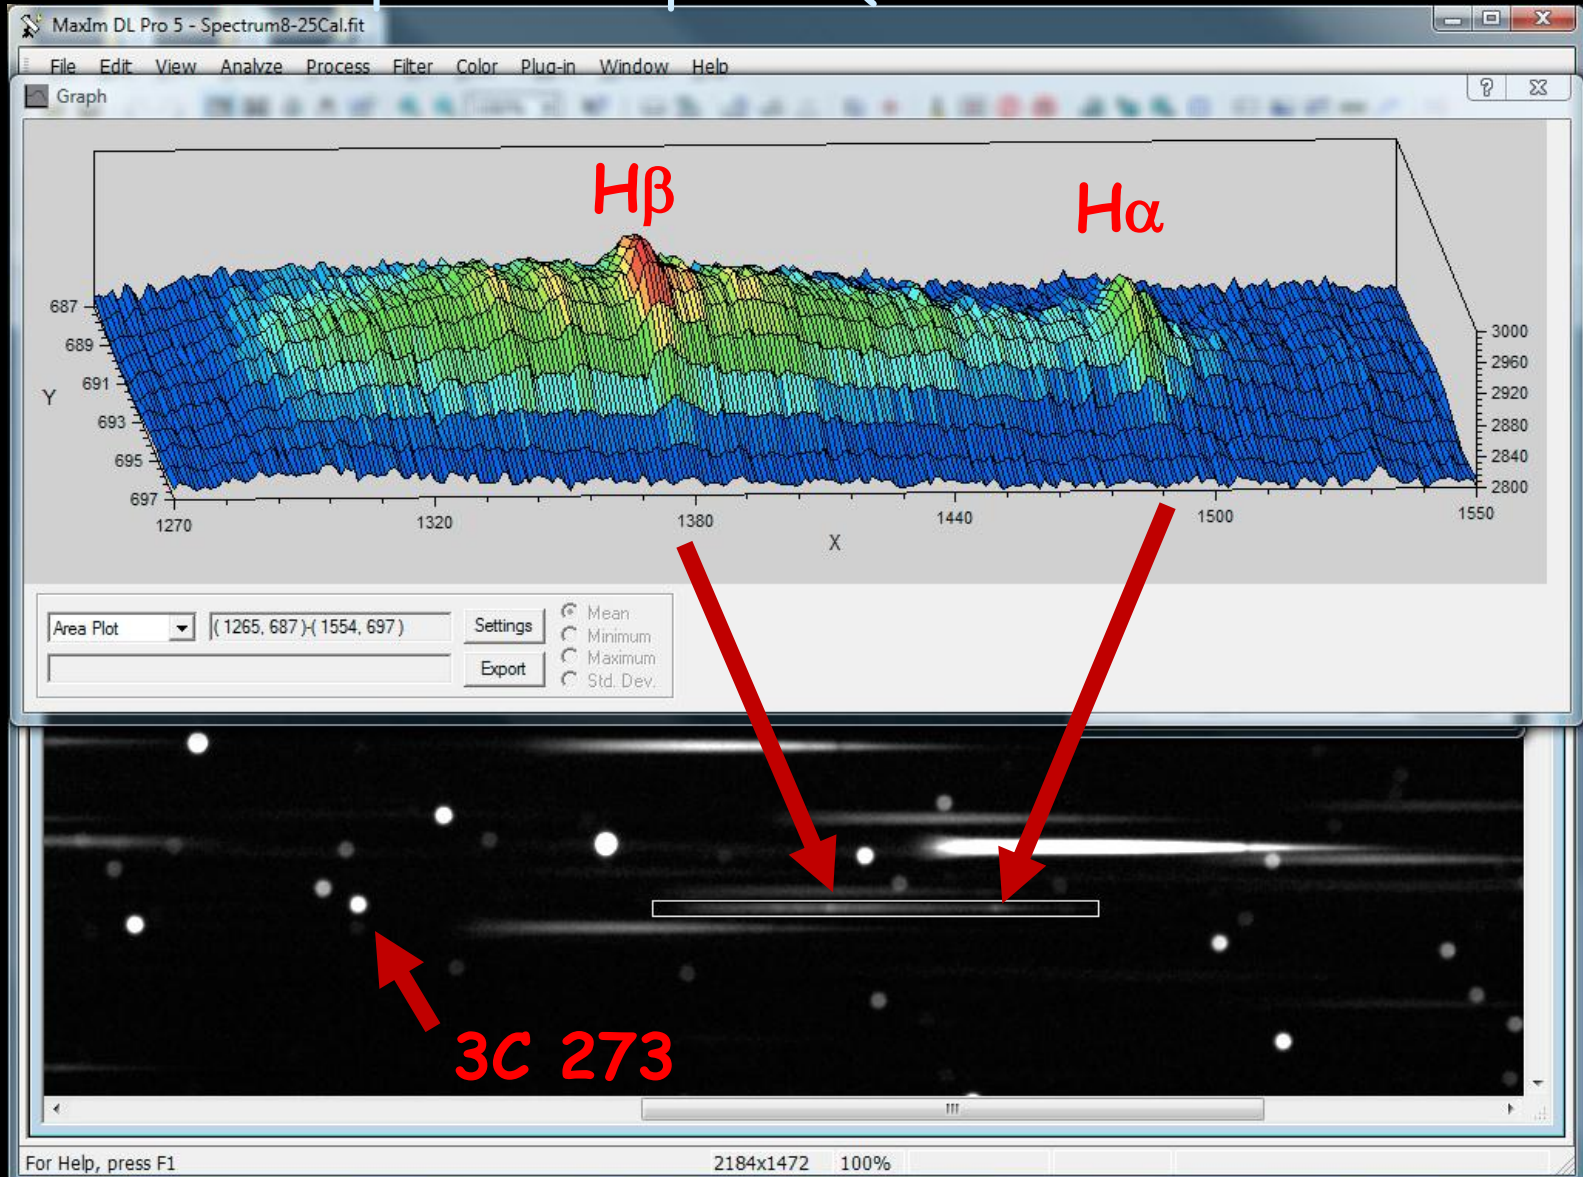 MaxIm DL Pro 5 - Spectrum8-25Cal.fit
File Edit View Analyze Process Filter Color Plug-in Window Help
Graph
Hβ
Hα
687
689
691
693
695
697
Y
3000
2960
2920
2880
2840
2800
1270 1320 1380 1440 1500 1550
X
Area Plot
( 1265, 687 )-( 1554, 697 )
Settings
Export
Mean
Minimum
Maximum
Std. Dev.
3C 273
For Help, press F1
2184x1472 100%